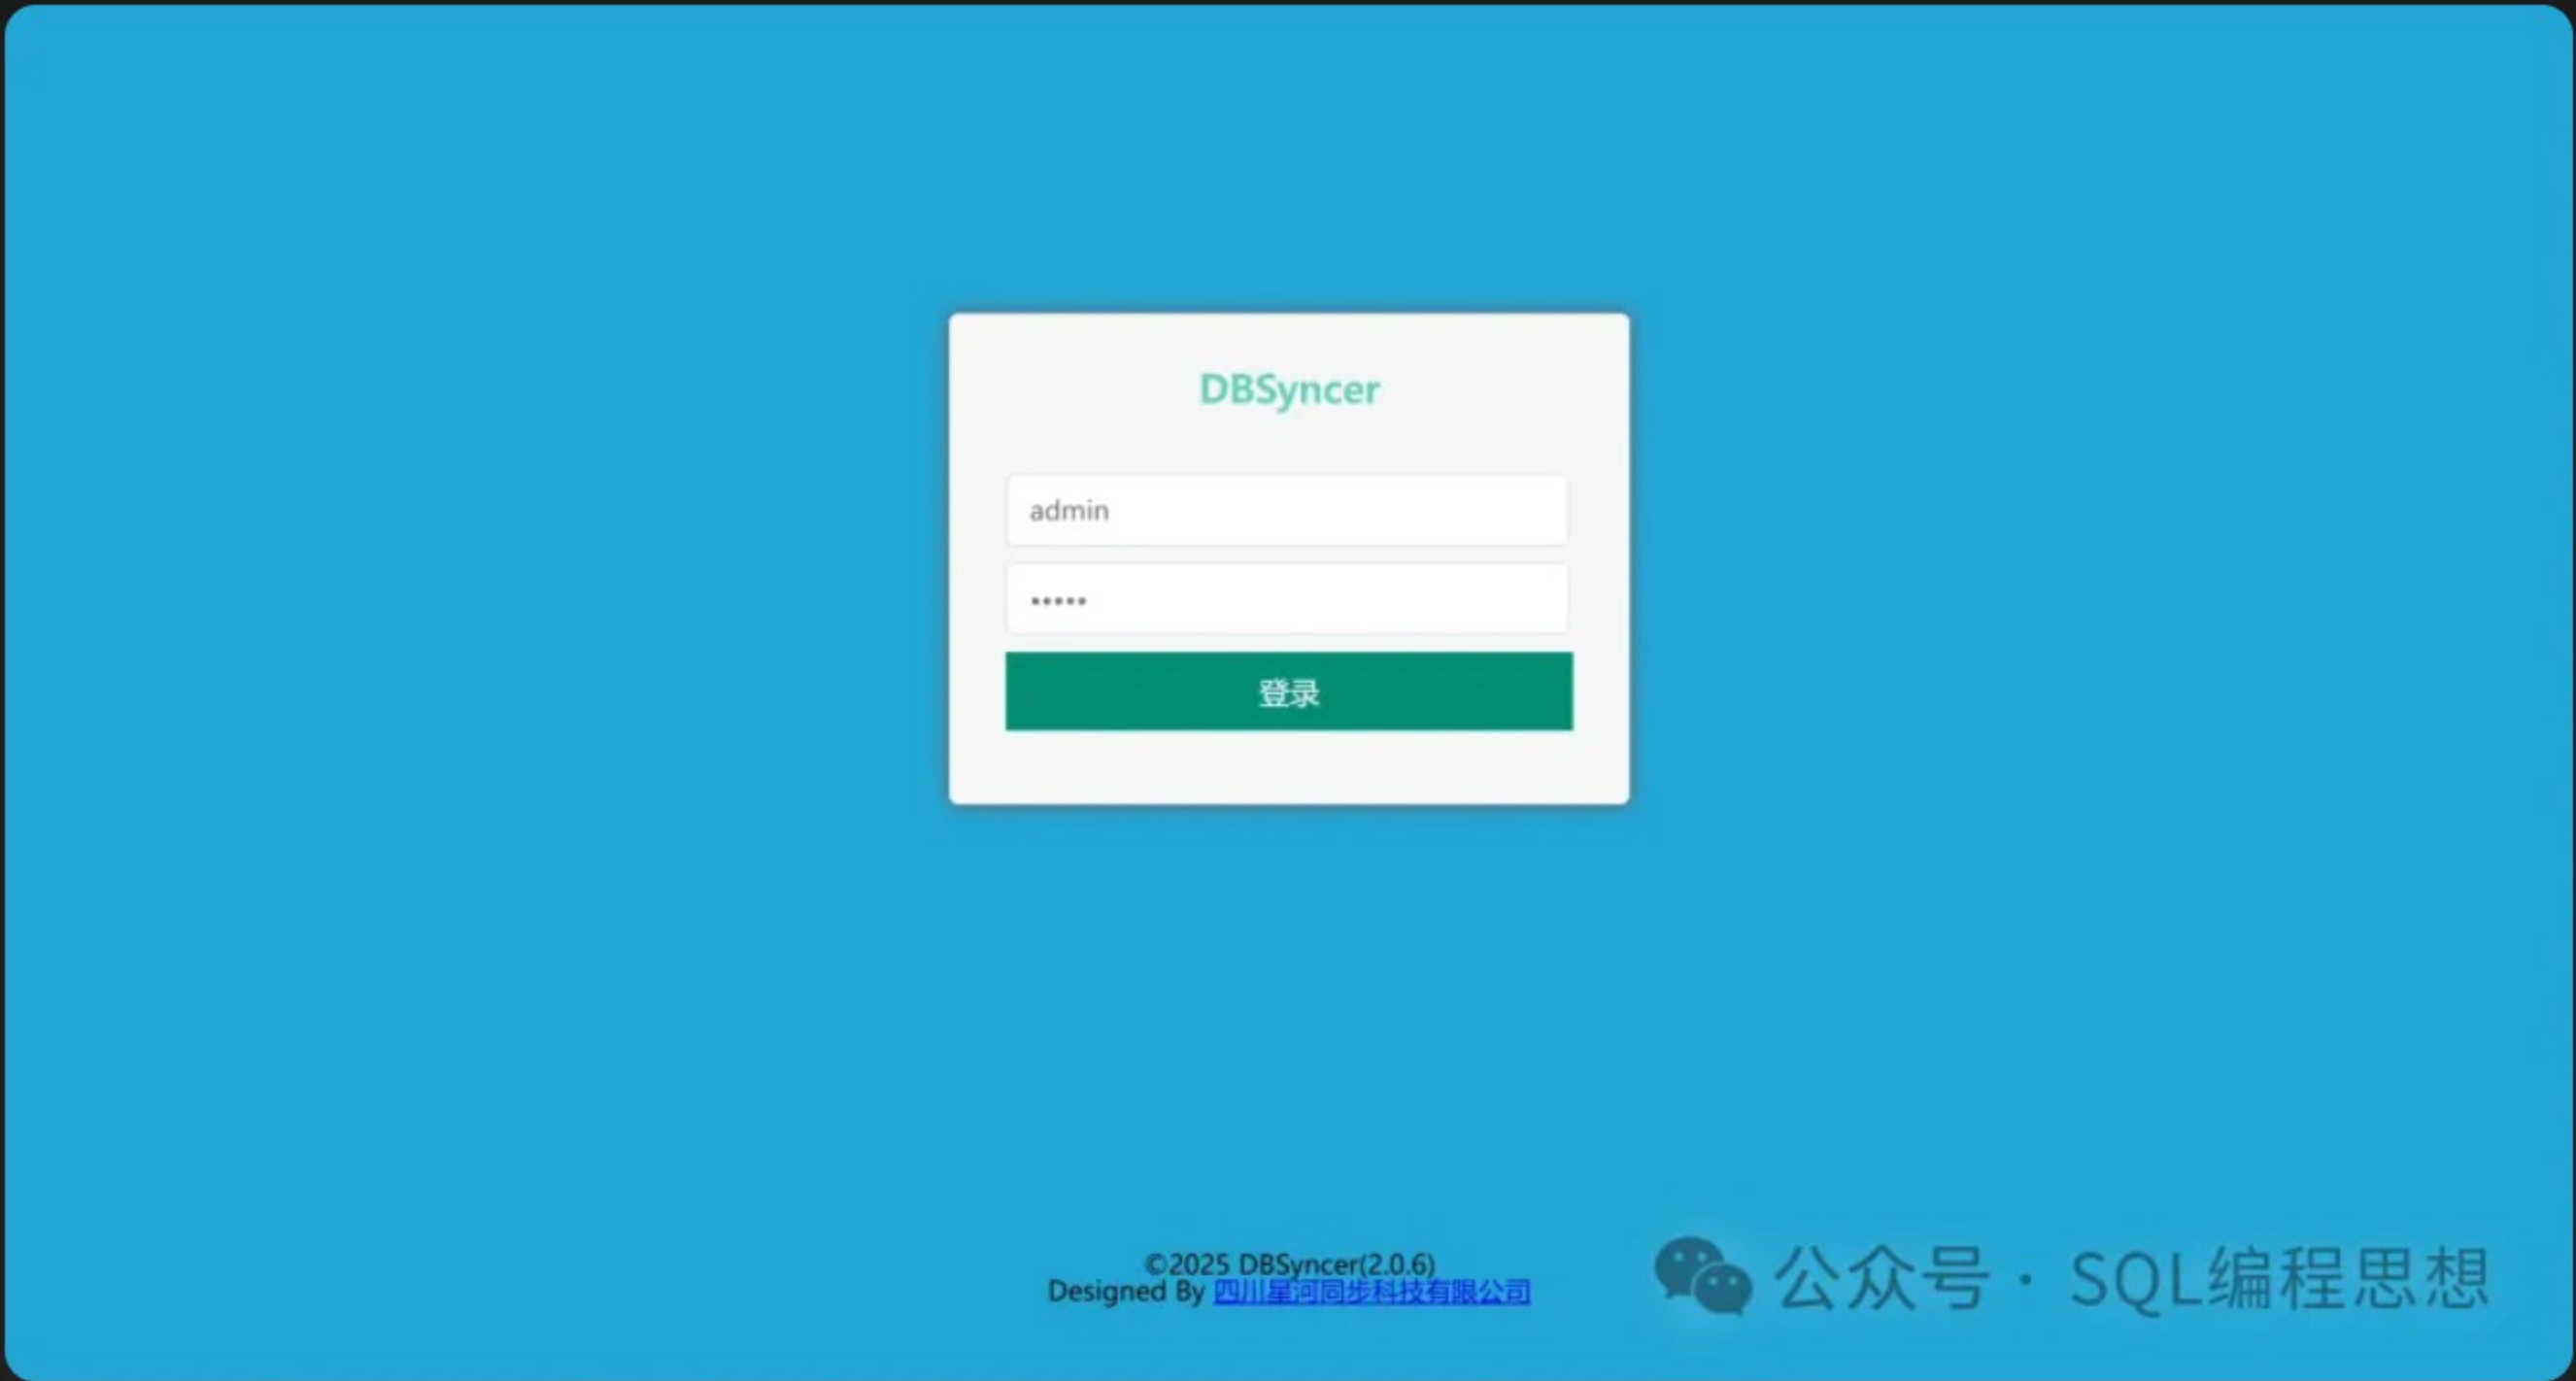 DBSyncer
admin
•••••
登录
©2025 DBSyncer(2.0.6)
Designed By 四川星河同步科技有限公司
公众号 · SQL编程思想